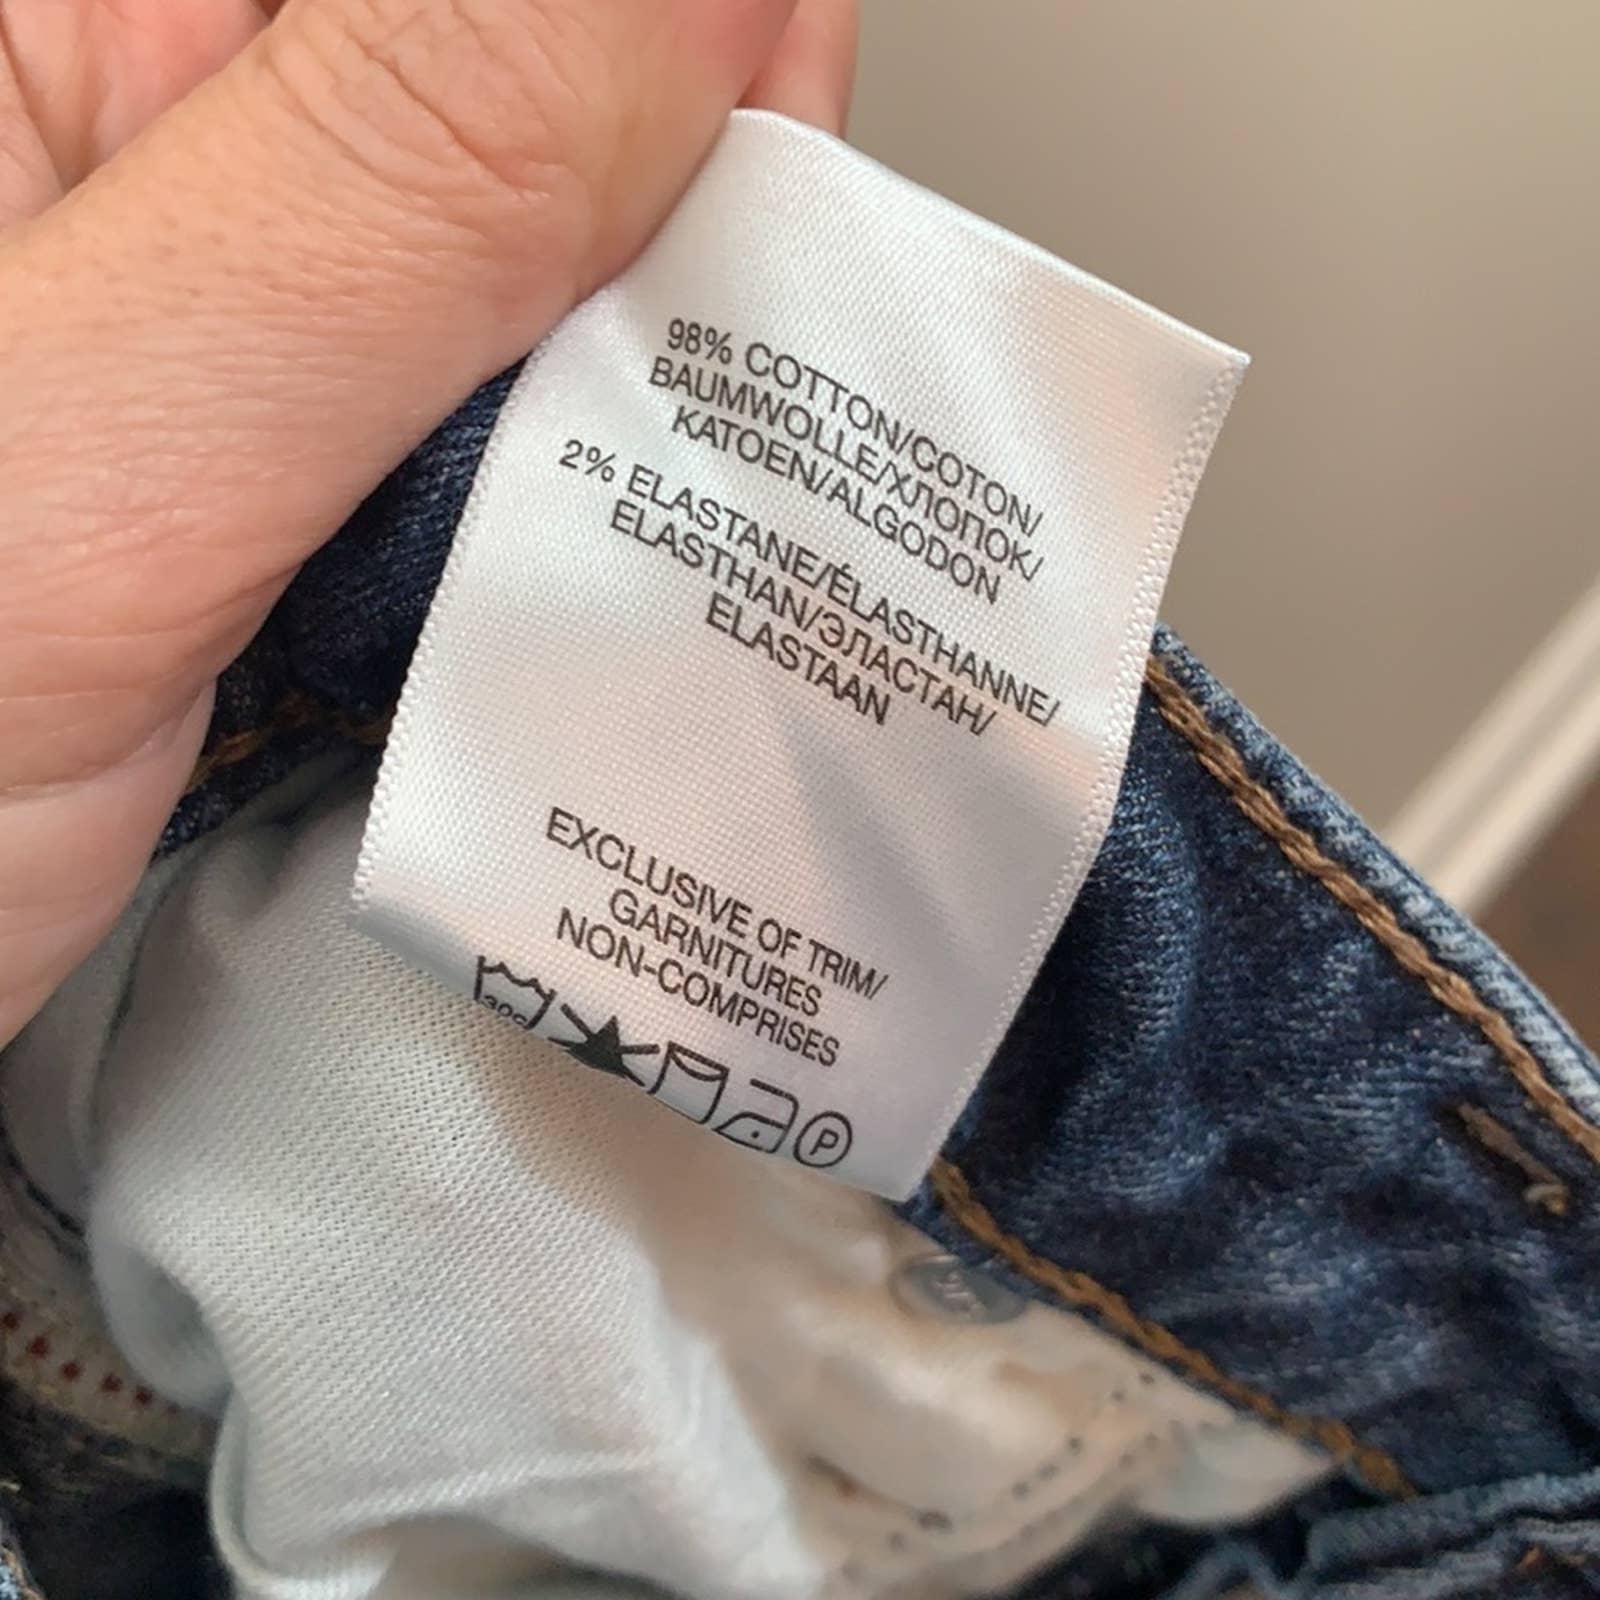 98% COTTON/COTON/
BAUMWOLLE/ХЛОПОК/
KATOEN/ALGODON
2% ELASTANE/ÉLASTHANNE/
ELASTHAN/ЭЛАСТАН/
ELASTAAN
EXCLUSIVE OF TRIM/
GARNITURES
NON-COMPRISES
30C
P